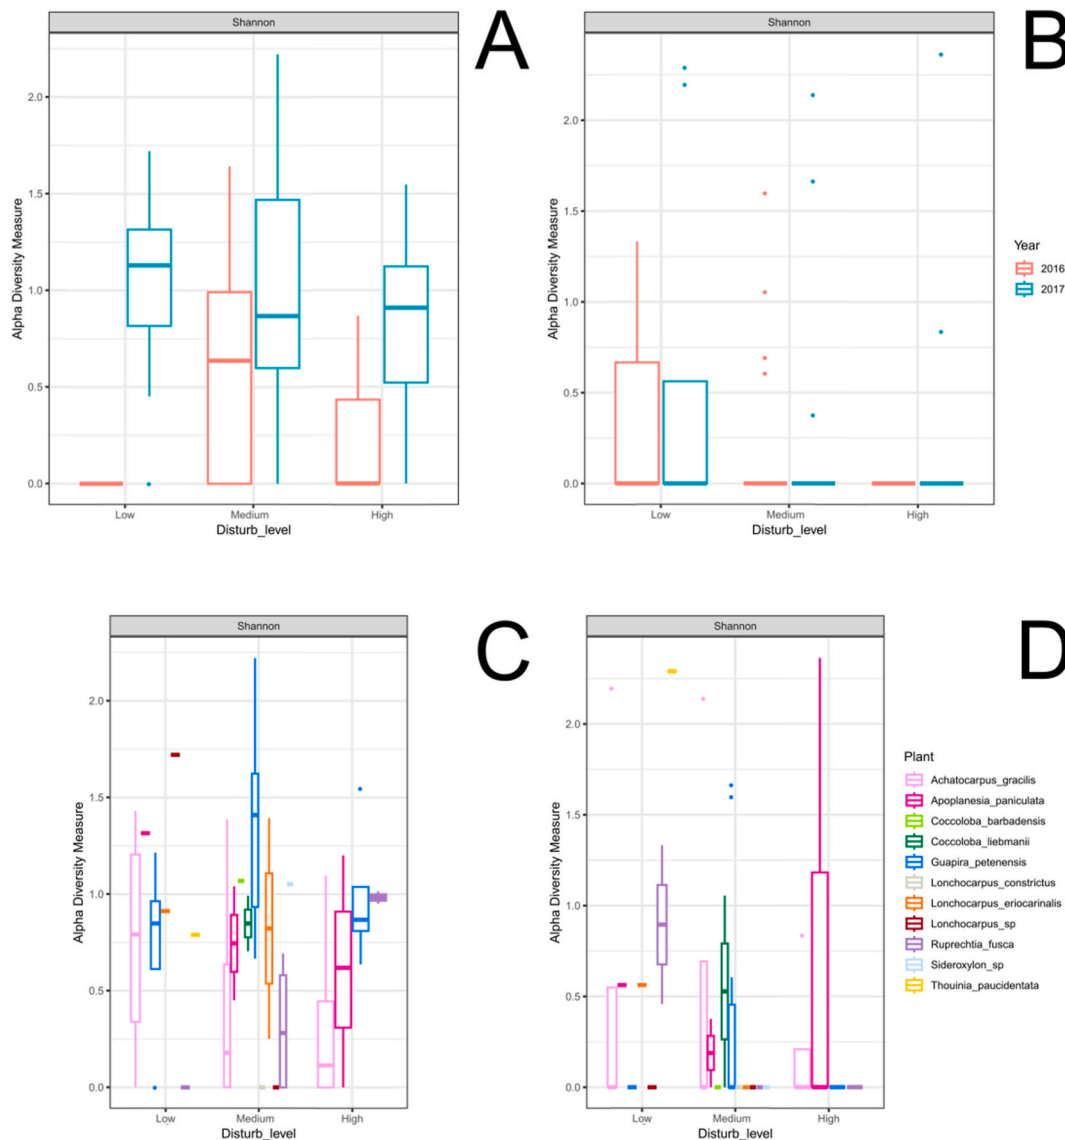 Shannon
A
Alpha Diversity Measure
2.0
1.5
1.0
0.5
0.0
Low
Medium
High
Disturb_level
Shannon
B
Alpha Diversity Measure
2.0
1.5
1.0
0.5
0.0
Low
Medium
High
Disturb_level
Year
2016
2017
Shannon
C
Alpha Diversity Measure
2.0
1.5
1.0
0.5
0.0
Low
Medium
High
Disturb_level
Shannon
D
Alpha Diversity Measure
2.0
1.5
1.0
0.5
0.0
Low
Medium
High
Disturb_level
Plant
Achatocarpus_gracilis
Apoplanesia_paniculata
Coccoloba_barbadensis
Coccoloba_liebmanii
Guapira_petenensis
Lonchocarpus_constrictus
Lonchocarpus_eriocarinalis
Lonchocarpus_sp
Ruprechtia_fusca
Sideroxylon_sp
Thouinia_paucidentata